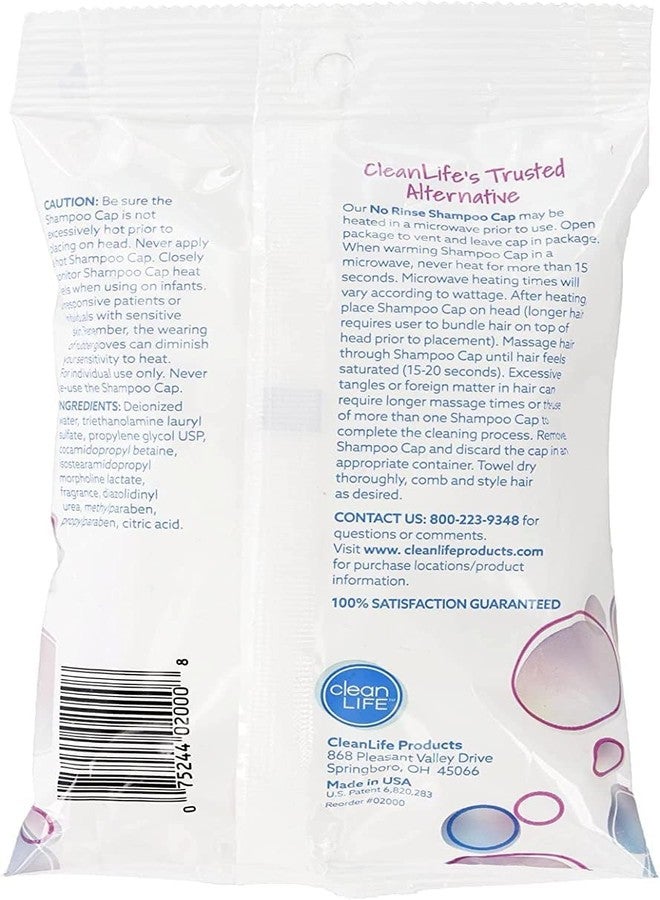 CAUTION: Be sure the
Shampoo Cap is not
excessively hot prior to
placing on head. Never apply
hot Shampoo Cap. Closely
monitor Shampoo Cap heat
when using on infants.
unresponsive patients or
with sensitive
skin. Remember, the wearing
of rubber gloves can diminish
your sensitivity to heat.
For individual use only. Never
re-use the Shampoo Cap.
INGREDIENTS: Deionized
water, triethanolamine lauryl
sulfate, propylene glycol USP,
cocamidopropyl betaine,
isostearamidopropyl
morpholine lactate,
fragrance, diazolidinyl
urea, methylparaben,
propylparaben, citric acid.
0 75244 02000 8
CleanLife's Trusted
Alternative
Our No Rinse Shampoo Cap may be
heated in a microwave prior to use. Open
package to vent and leave cap in package.
When warming Shampoo Cap in a
microwave, never heat for more than 15
seconds. Microwave heating times will
vary according to wattage. After heating
place Shampoo Cap on head (longer hair
requires user to bundle hair on top of
head prior to placement). Massage hair
through Shampoo Cap until hair feels
saturated (15-20 seconds). Excessive
tangles or foreign matter in hair can
require longer massage times or the use
of more than one Shampoo Cap to
complete the cleaning process. Remove
Shampoo Cap and discard the cap in an
appropriate container. Towel dry
thoroughly, comb and style hair
as desired.
CONTACT US: 800-223-9348 for
questions or comments.
Visit www. cleanlifeproducts.com
for purchase locations/product
information.
100% SATISFACTION GUARANTEED
clean
LIFE™
CleanLife Products
868 Pleasant Valley Drive
Springboro, OH 45066
Made in USA
U.S. Patent 6,820,283
Reorder #02000